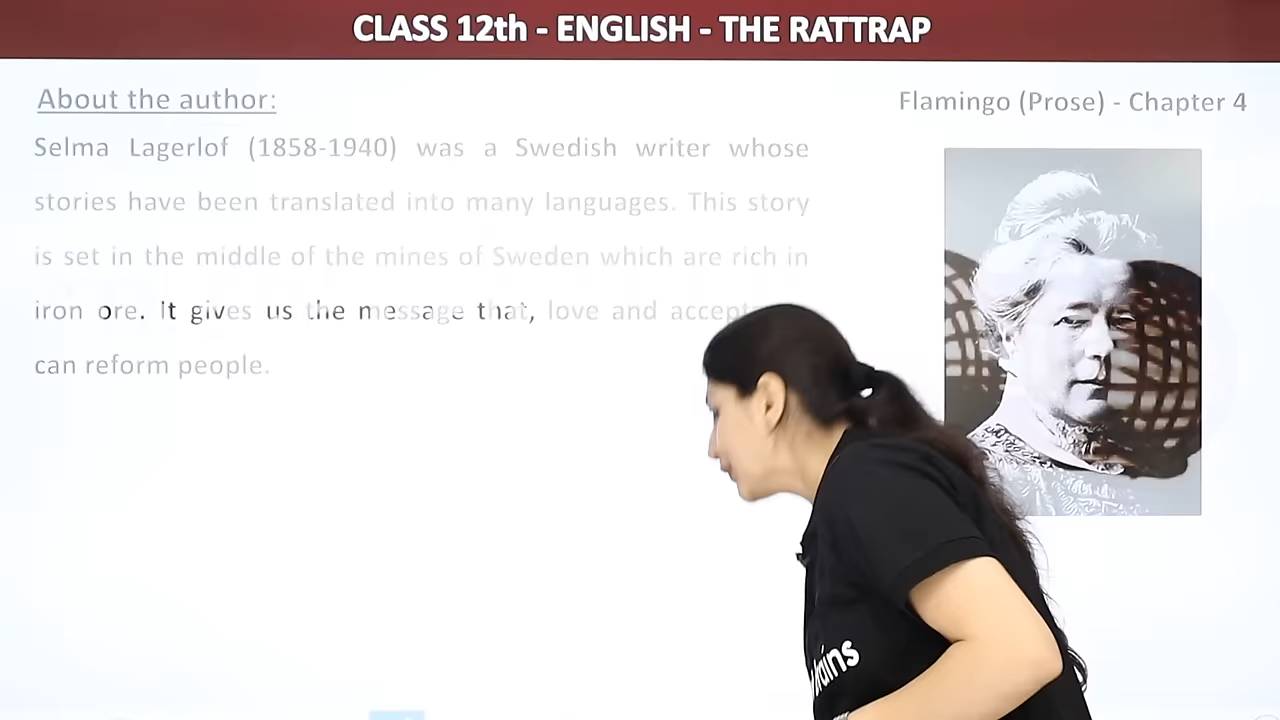 CLASS 12th - ENGLISH - THE RATTRAP
About the author:
Flamingo (Prose) - Chapter 4
Selma Lagerlof (1858-1940) was a Swedish writer whose
stories have been translated into many languages. This story
is set in the middle of the mines of Sweden which are rich in
iron ore. It gives us the message that, love and
can reform people.